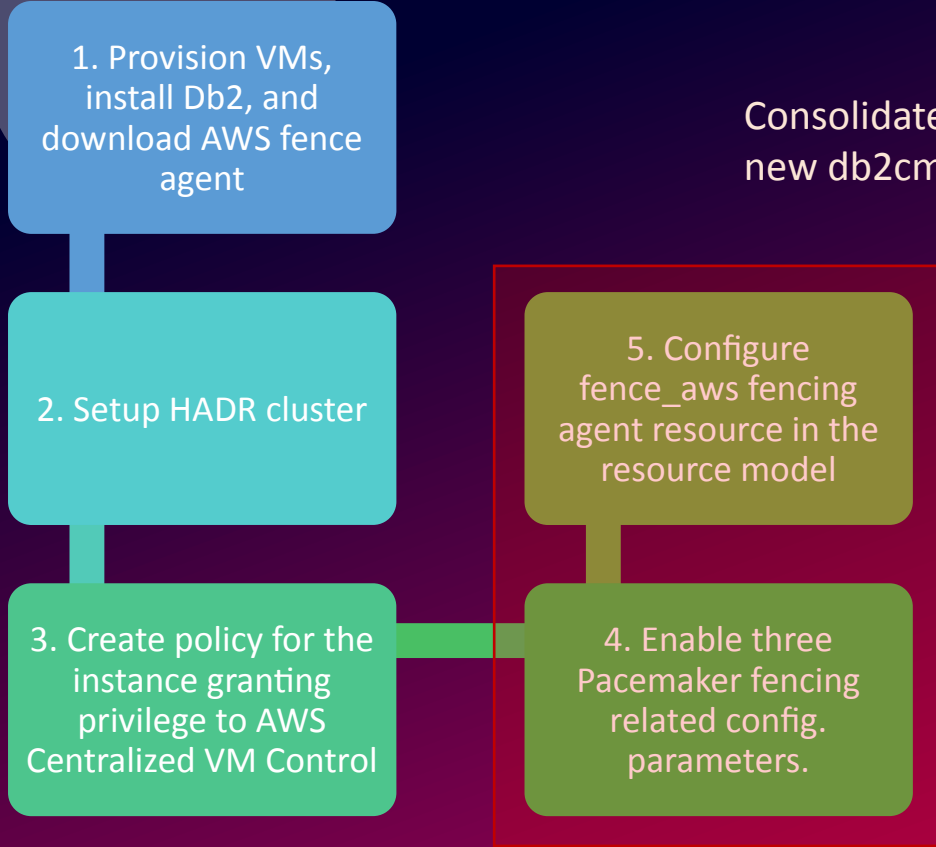 1. Provision VMs,
install Db2, and
download AWS fence
agent
Consolidate
new
2. Setup HADR cluster
5. Configure
fence_aws fencing
agent resource in the
resource model
3. Create policy for the
instance granting
privilege to AWS
Centralized VM Control
4. Enable three
Pacemaker fencing
related config.
parameters.